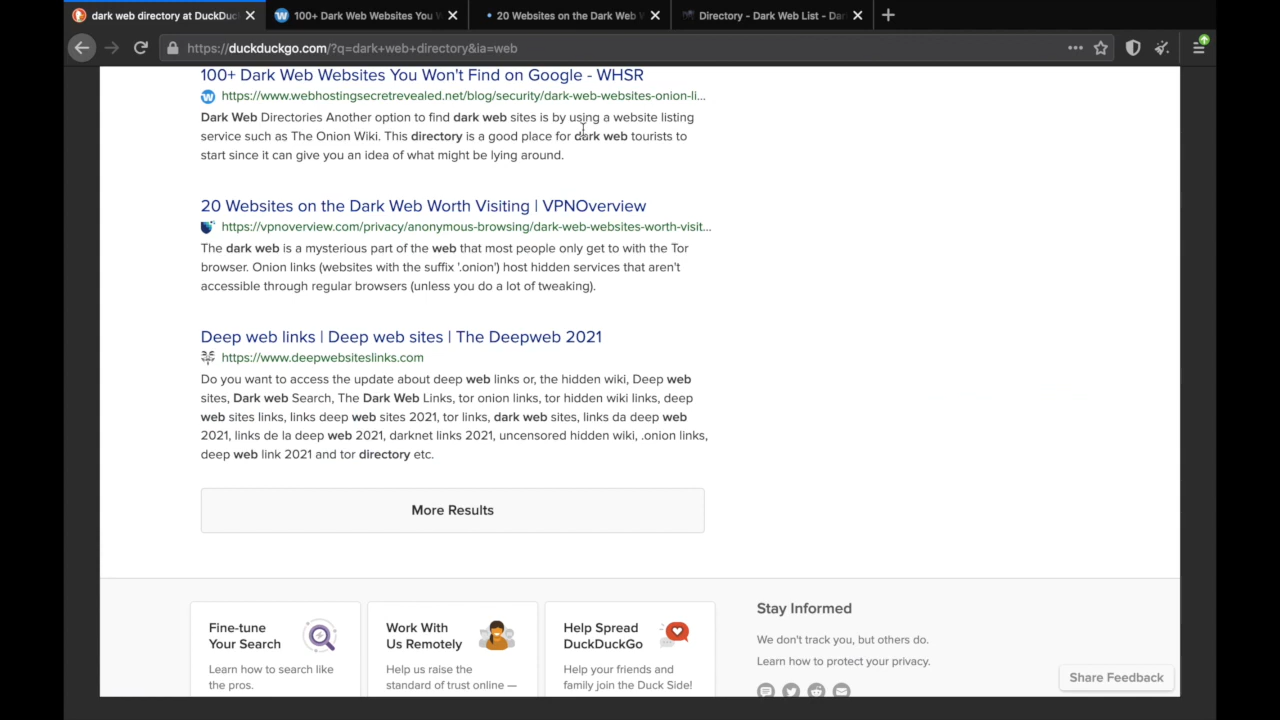 dark web directory at DuckDuc
100+ Dark Web Websites You W
20 Websites on the Dark Web
Directory - Dark Web List - Dar
https://duckduckgo.com/?q=dark+web+directory&ia=web
100+ Dark Web Websites You Won't Find on Google - WHSR
https://www.webhostingsecretrevealed.net/blog/security/dark-web-websites-onion-li...
Dark Web Directories Another option to find dark web sites is by using a website listing
service such as The Onion Wiki. This directory is a good place for dark web tourists to
start since it can give you an idea of what might be lying around.
20 Websites on the Dark Web Worth Visiting | VPNOverview
https://vpnoverview.com/privacy/anonymous-browsing/dark-web-websites-worth-visit...
The dark web is a mysterious part of the web that most people only get to with the Tor
browser. Onion links (websites with the suffix '.onion') host hidden services that aren't
accessible through regular browsers (unless you do a lot of tweaking).
Deep web links | Deep web sites | The Deepweb 2021
https://www.deepwebsiteslinks.com
Do you want to access the update about deep web links or, the hidden wiki, Deep web
sites, Dark web Search, The Dark Web Links, tor onion links, tor hidden wiki links, deep
web sites links, links deep web sites 2021, tor links, dark web sites, links da deep web
2021, links de la deep web 2021, darknet links 2021, uncensored hidden wiki, .onion links,
deep web link 2021 and tor directory etc.
More Results
Fine-tune
Your Search
Learn how to search like
the pros.
Work With
Us Remotely
Help us raise the
standard of trust online —
Help Spread
DuckDuckGo
Help your friends and
family join the Duck Side!
Stay Informed
We don't track you, but others do.
Learn how to protect your privacy.
Share Feedback